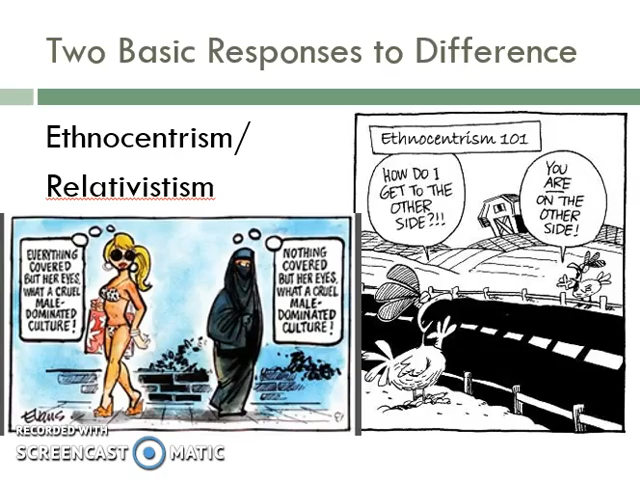 Two Basic Responses to Difference
Ethnocentrism/
Relativistism
Ethnocentrism 101
HOW DO I
GET TO THE
OTHER
SIDE?!!
YOU
ARE
ON THE
OTHER
SIDE!
EVERYTHING
COVERED
BUT HER EYES,
WHAT A CRUEL
MALE-
DOMINATED
CULTURE!
NOTHING
COVERED
BUT HER EYES,
WHAT A CRUEL
MALE-
DOMINATED
CULTURE!
Evans
RECORDED WITH
SCREENCAST MATIC